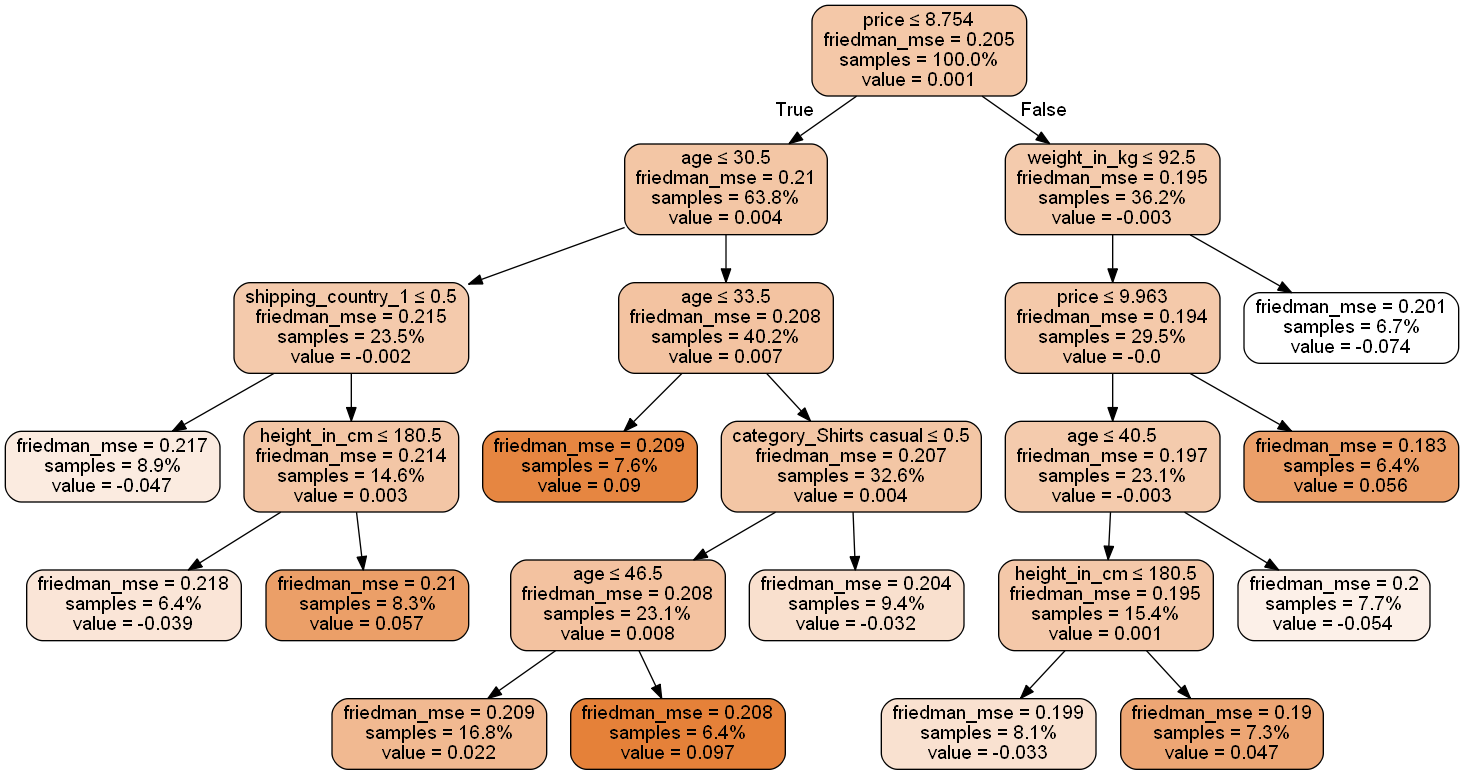 price ≤ 8.754
friedman_mse = 0.205
samples = 100.0%
value = 0.001
True
False
age ≤ 30.5
friedman_mse = 0.21
samples = 63.8%
value = 0.004
weight_in_kg ≤ 92.5
friedman_mse = 0.195
samples = 36.2%
value = -0.003
shipping_country_1 ≤ 0.5
friedman_mse = 0.215
samples = 23.5%
value = -0.002
age ≤ 33.5
friedman_mse = 0.208
samples = 40.2%
value = 0.007
price ≤ 9.963
friedman_mse = 0.194
samples = 29.5%
value = -0.0
friedman_mse = 0.201
samples = 6.7%
value = -0.074
friedman_mse = 0.217
samples = 8.9%
value = -0.047
height_in_cm ≤ 180.5
friedman_mse = 0.214
samples = 14.6%
value = 0.003
friedman_mse = 0.209
samples = 7.6%
value = 0.09
category_Shirts casual ≤ 0.5
friedman_mse = 0.207
samples = 32.6%
value = 0.004
age ≤ 40.5
friedman_mse = 0.197
samples = 23.1%
value = -0.003
friedman_mse = 0.183
samples = 6.4%
value = 0.056
friedman_mse = 0.218
samples = 6.4%
value = -0.039
friedman_mse = 0.21
samples = 8.3%
value = 0.057
age ≤ 46.5
friedman_mse = 0.208
samples = 23.1%
value = 0.008
friedman_mse = 0.204
samples = 9.4%
value = -0.032
height_in_cm ≤ 180.5
friedman_mse = 0.195
samples = 15.4%
value = 0.001
friedman_mse = 0.2
samples = 7.7%
value = -0.054
friedman_mse = 0.209
samples = 16.8%
value = 0.022
friedman_mse = 0.208
samples = 6.4%
value = 0.097
friedman_mse = 0.199
samples = 8.1%
value = -0.033
friedman_mse = 0.19
samples = 7.3%
value = 0.047